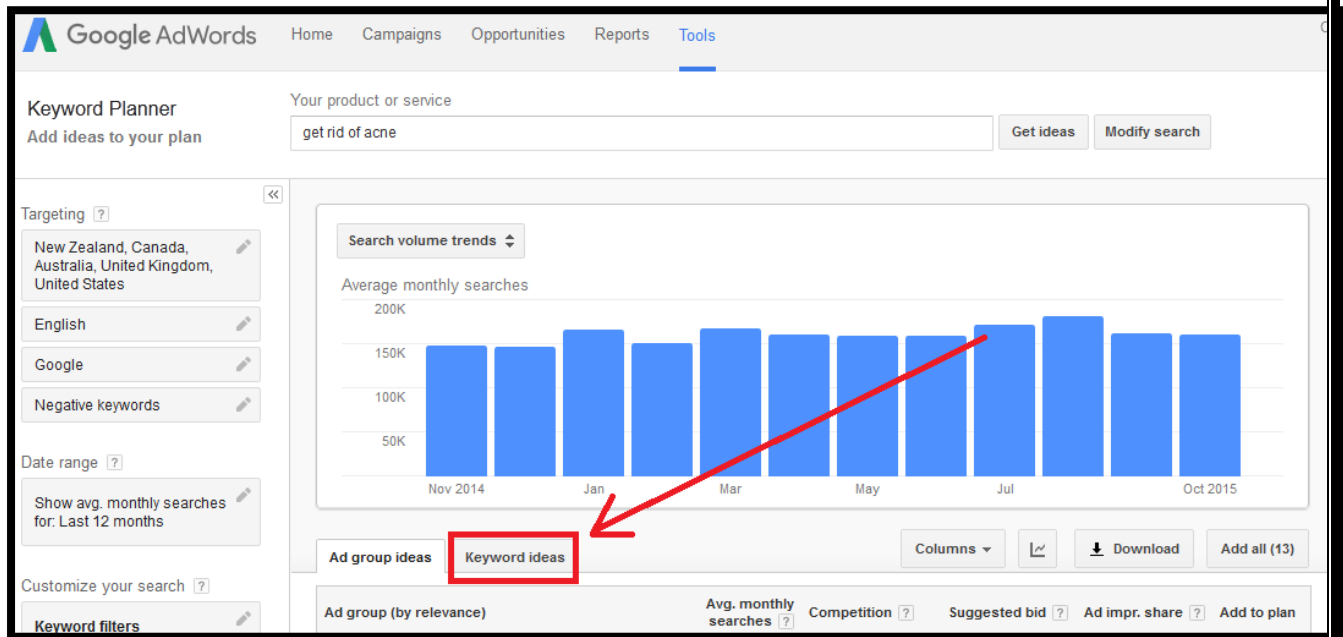 Google AdWords
Home Campaigns Opportunities Reports Tools
Keyword Planner
Add ideas to your plan
Your product or service
get rid of acne
Get ideas
Modify search
«
Targeting ?
New Zealand, Canada,
Australia, United Kingdom,
United States
English
Google
Negative keywords
Date range ?
Show avg. monthly searches
for: Last 12 months
Customize your search ?
Keyword filters
Search volume trends
Average monthly searches
200K
150K
100K
50K
Nov 2014 Jan Mar May Jul Oct 2015
Ad group ideas
Keyword ideas
Columns
Download
Add all (13)
Ad group (by relevance)
Avg. monthly
searches ?
Competition ?
Suggested bid ?
Ad impr. share ?
Add to plan